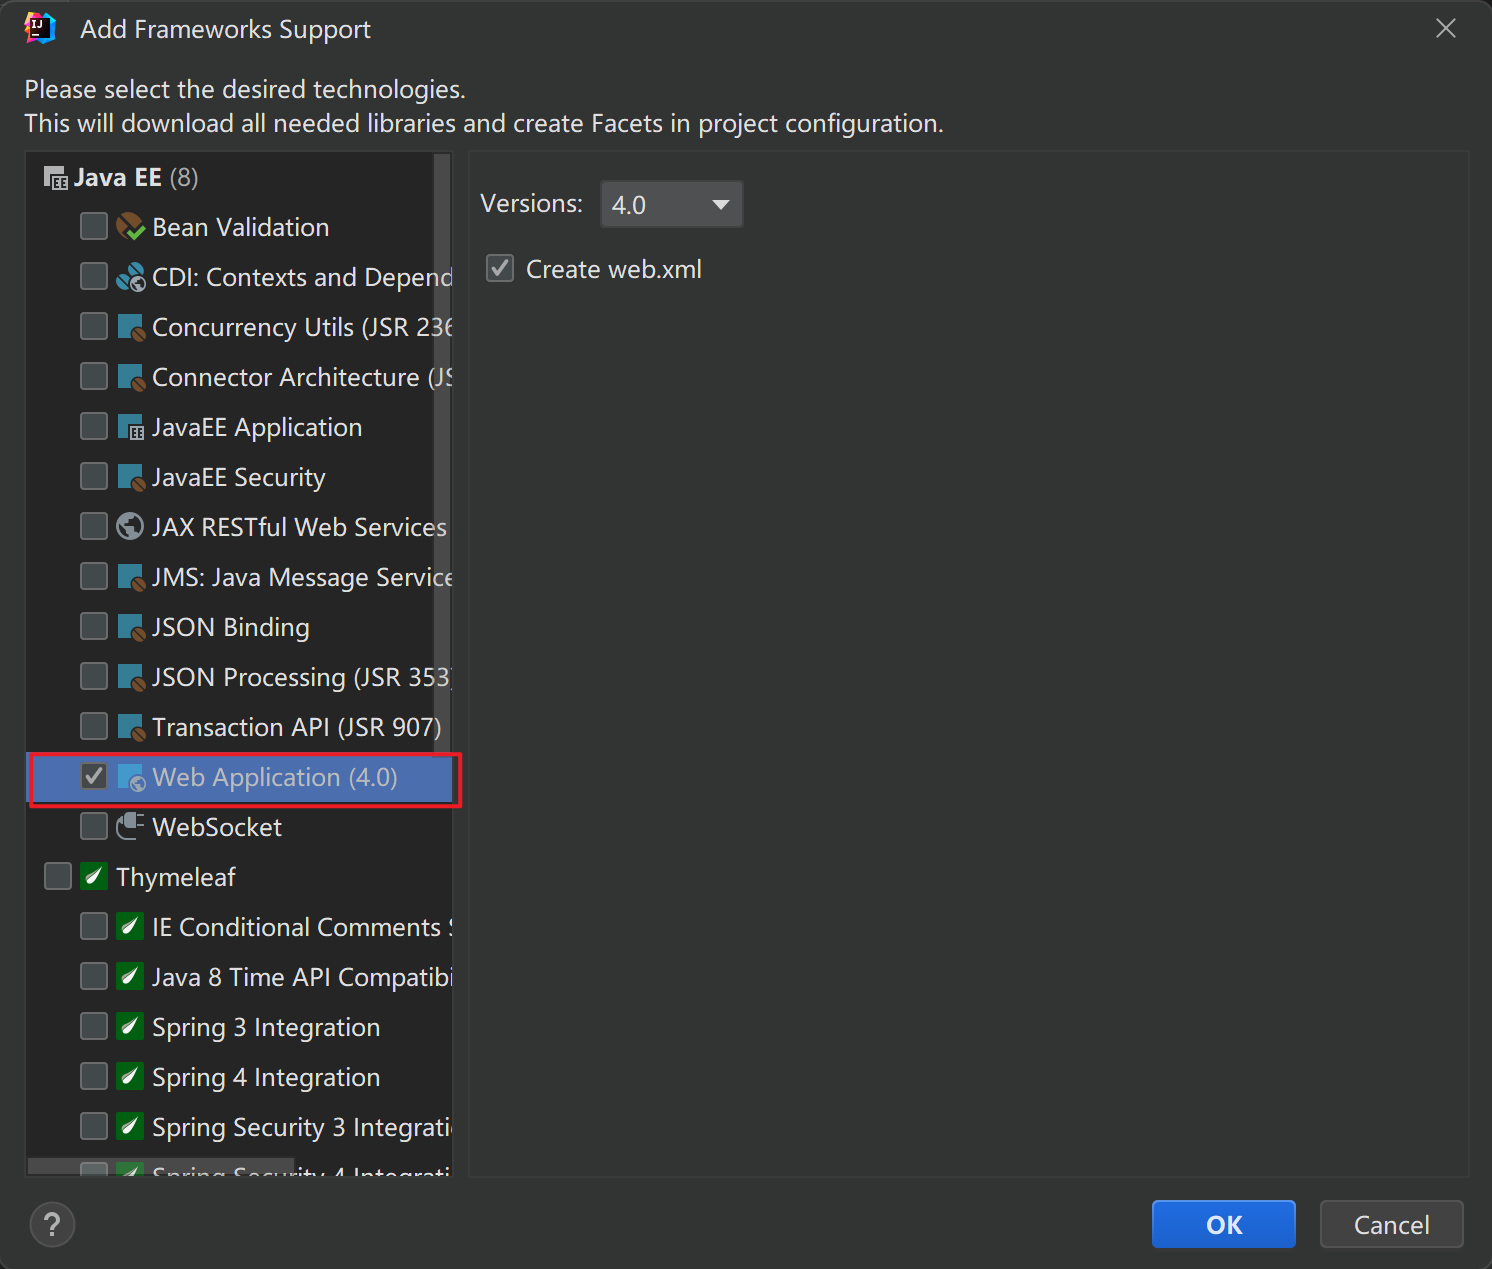 Add Frameworks Support
Please select the desired technologies.
This will download all needed libraries and create Facets in project configuration.
Java EE (8)
Bean Validation
CDI: Contexts and Depend
Concurrency Utils (JSR 236
Connector Architecture (JS
JavaEE Application
JavaEE Security
JAX RESTful Web Services
JMS: Java Message Service
JSON Binding
JSON Processing (JSR 353)
Transaction API (JSR 907)
Web Application (4.0)
WebSocket
Thymeleaf
IE Conditional Comments S
Java 8 Time API Compatibi
Spring 3 Integration
Spring 4 Integration
Spring Security 3 Integrati
Spring Security 4 Integrati
Versions: 4.0
Create web.xml
?
OK
Cancel